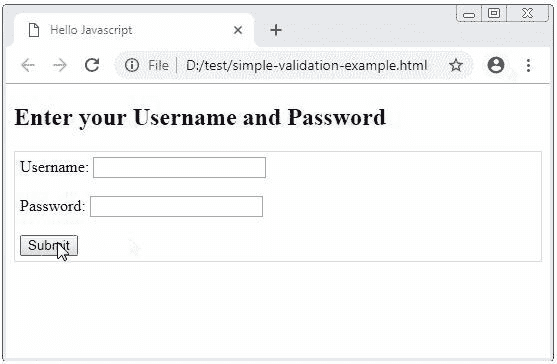 Hello Javascript
File D:/test/simple-validation-example.html
Enter your Username and Password
Username:
Password:
Submit